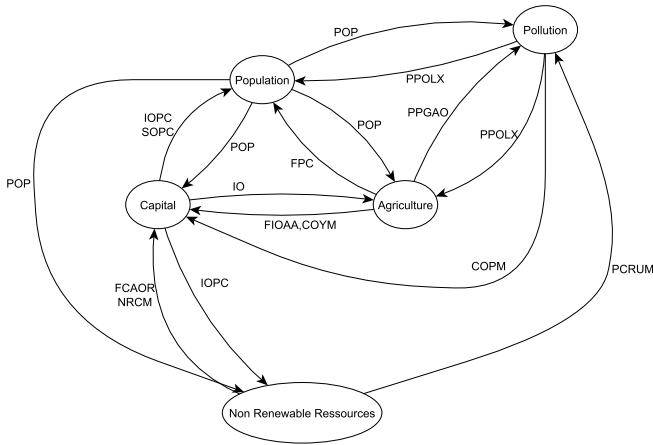 POP
Pollution
Population
PPOLX
PPGAO
IOPC
SOPC
POP
PPOLX
POP
FPC
POP
IO
Capital
Agriculture
FIOAA,COYM
COPM
PCRUM
FCAOR
NRCM
IOPC
Non Renewable Ressources